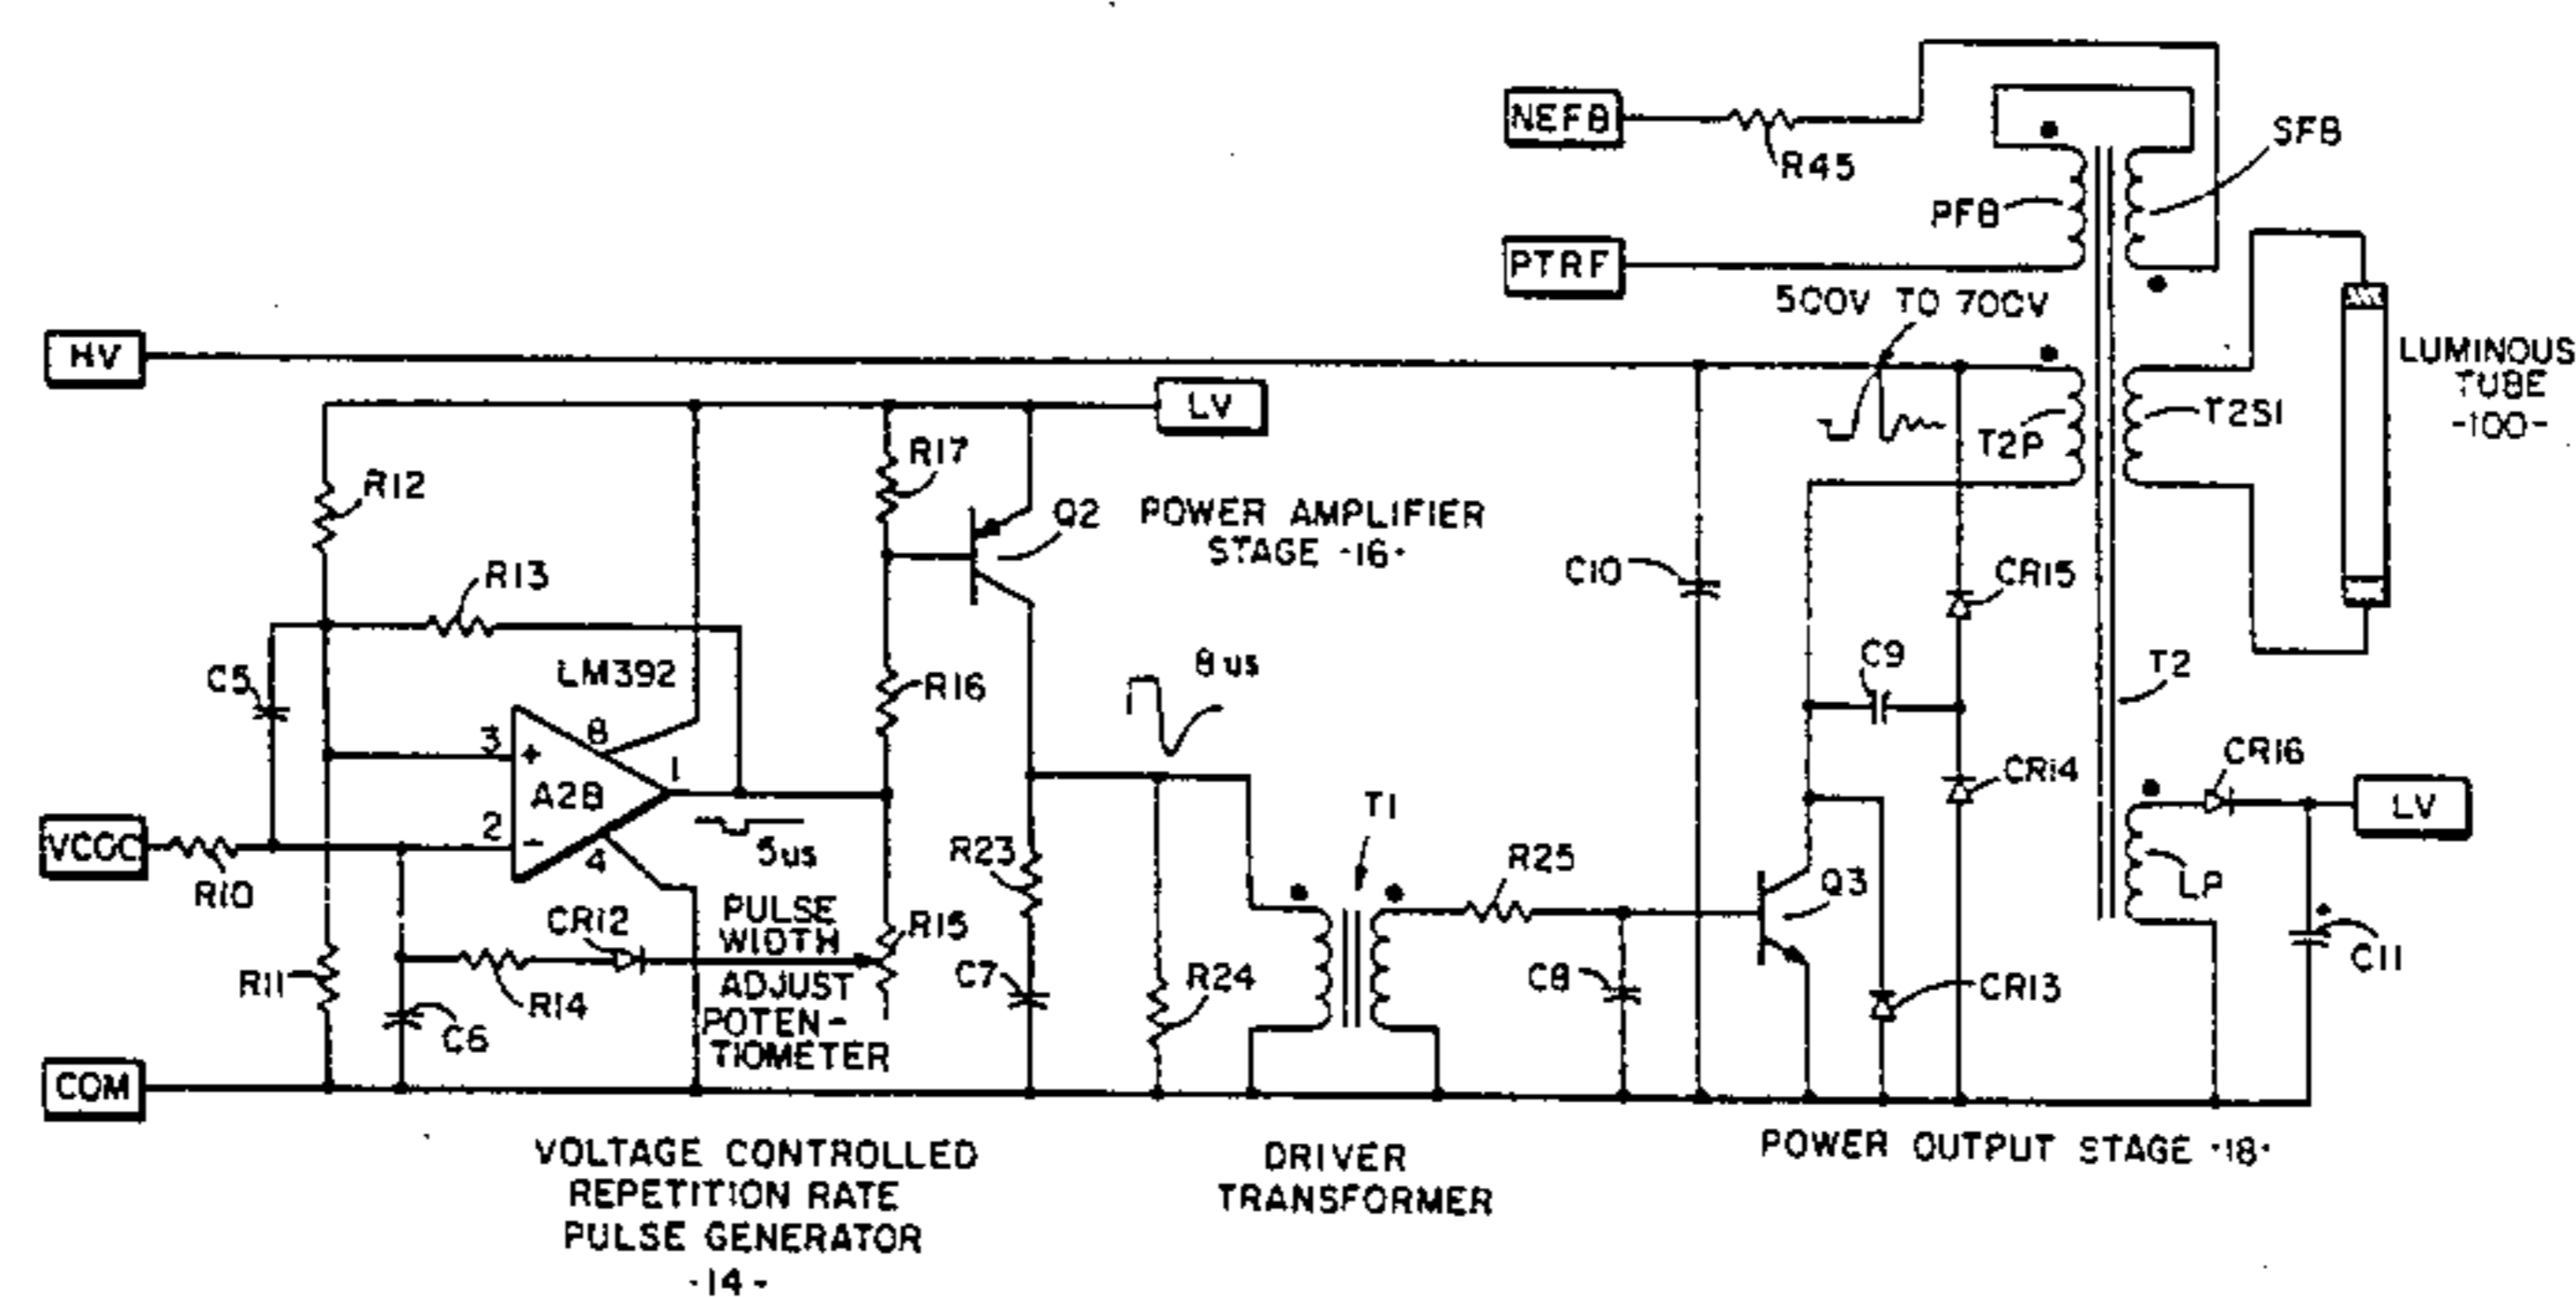 NEFB
R45
SFB
PFB
PTRF
500V TO 700V
HV
LUMINOUS
TUBE
-100-
LV
T2P
T2S1
R17
R12
Q2
POWER AMPLIFIER
STAGE -16-
R13
C10
CR15
C5
LM392
R16
8us
C9
T2
3
+
8
1
A2B
CR14
CR16
LV
VCGC
2
-
4
5us
R23
T1
R25
Q3
LP
R10
CR12
PULSE
WIDTH
ADJUST
POTEN-
TIOMETER
R15
C7
R24
C8
CR13
C11
R11
R14
C6
COM
VOLTAGE CONTROLLED
REPETITION RATE
PULSE GENERATOR
-14-
DRIVER
TRANSFORMER
POWER OUTPUT STAGE -18-